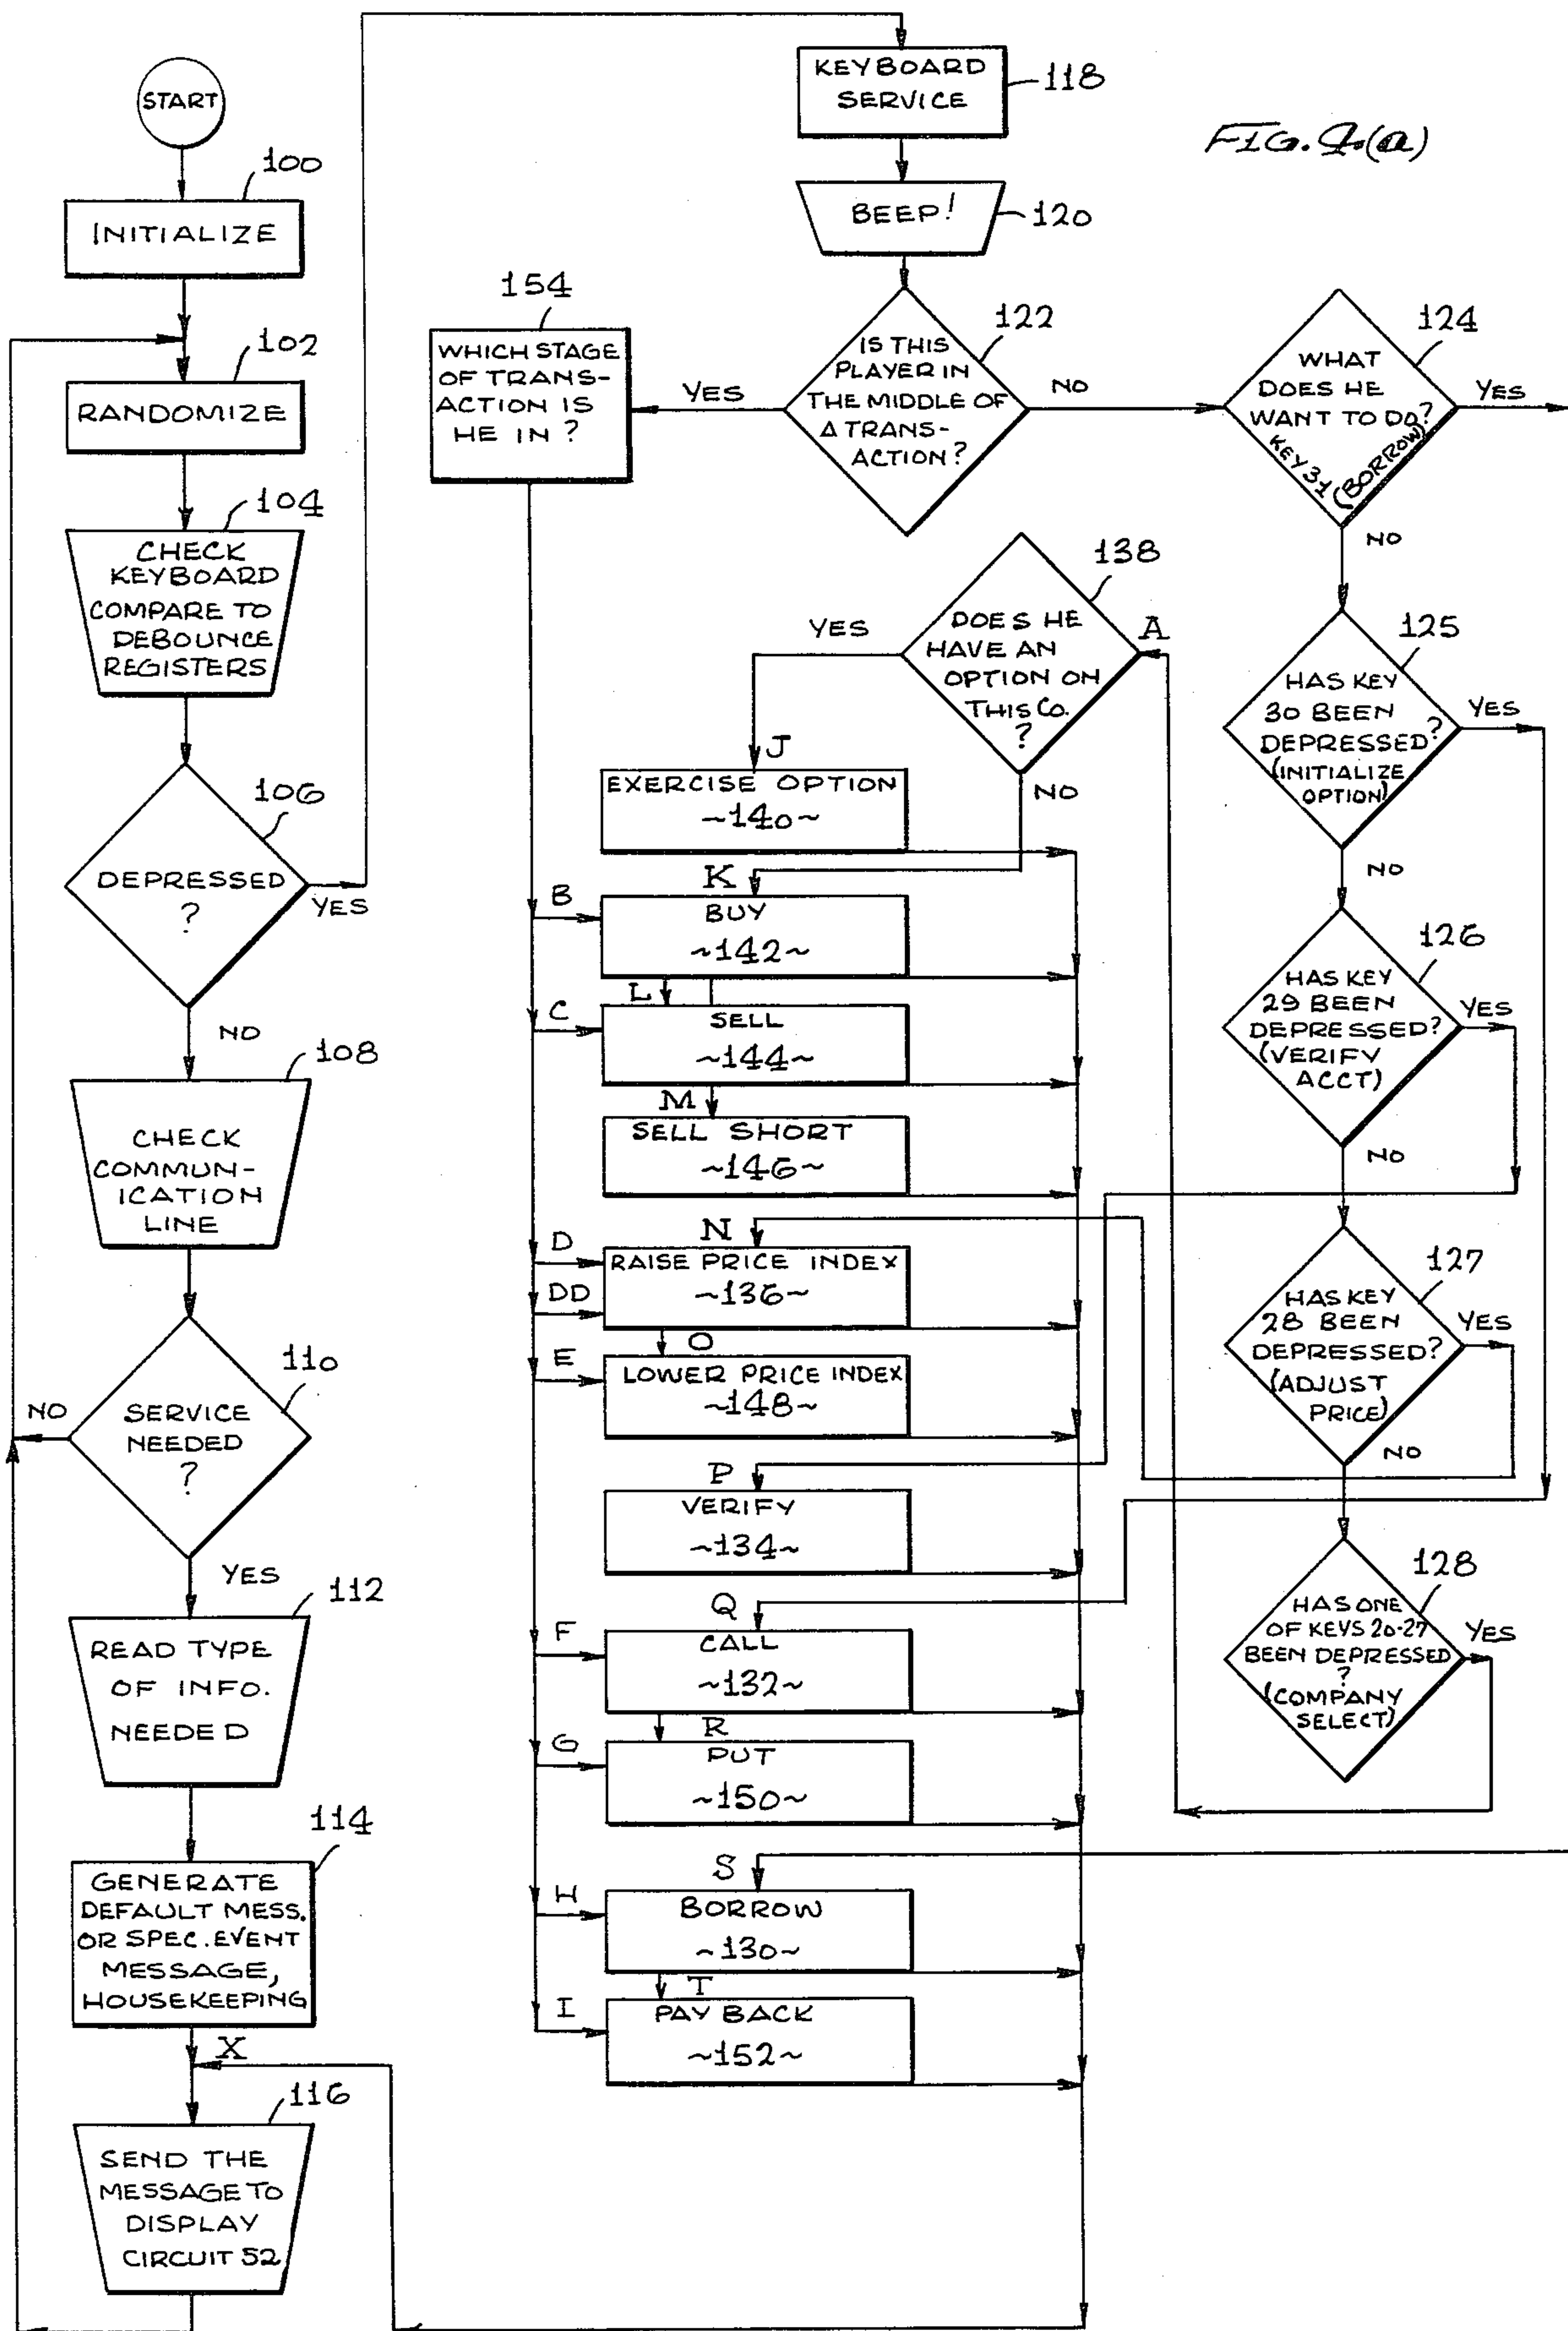 FIG. 4.(a)
START
100
INITIALIZE
102
RANDOMIZE
104
CHECK
KEYBOARD
COMPARE TO
DEBOUNCE
REGISTERS
106
DEPRESSED
?
YES
NO
108
CHECK
COMMUN-
ICATION
LINE
110
SERVICE
NEEDED
?
NO
YES
112
READ TYPE
OF INFO.
NEEDED
114
GENERATE
DEFAULT MESS.
OR SPEC. EVENT
MESSAGE,
HOUSEKEEPING
X
116
SEND THE
MESSAGE TO
DISPLAY
CIRCUIT 52
KEYBOARD
SERVICE
118
BEEP!
120
122
IS THIS
PLAYER IN
THE MIDDLE OF
A TRANS-
ACTION?
YES
NO
154
WHICH STAGE
OF TRANS-
ACTION IS
HE IN ?
124
WHAT
DOES HE
WANT TO DO?
KEY 31 (BORROW)
YES
NO
138
DOES HE
HAVE AN
OPTION ON
THIS CO.
?
A
YES
NO
J
EXERCISE OPTION
~140~
K
B
BUY
~142~
L
C
SELL
~144~
M
SELL SHORT
~146~
N
D
DD
RAISE PRICE INDEX
~136~
O
E
LOWER PRICE INDEX
~148~
P
VERIFY
~134~
Q
F
CALL
~132~
R
G
PUT
~150~
S
H
BORROW
~130~
T
I
PAY BACK
~152~
125
HAS KEY
30 BEEN
DEPRESSED?
(INITIALIZE
OPTION)
YES
NO
126
HAS KEY
29 BEEN
DEPRESSED?
(VERIFY
ACCT)
YES
NO
127
HAS KEY
28 BEEN
DEPRESSED?
(ADJUST
PRICE)
YES
NO
128
HAS ONE
OF KEYS 20-27
BEEN DEPRESSED
?
(COMPANY
SELECT)
YES